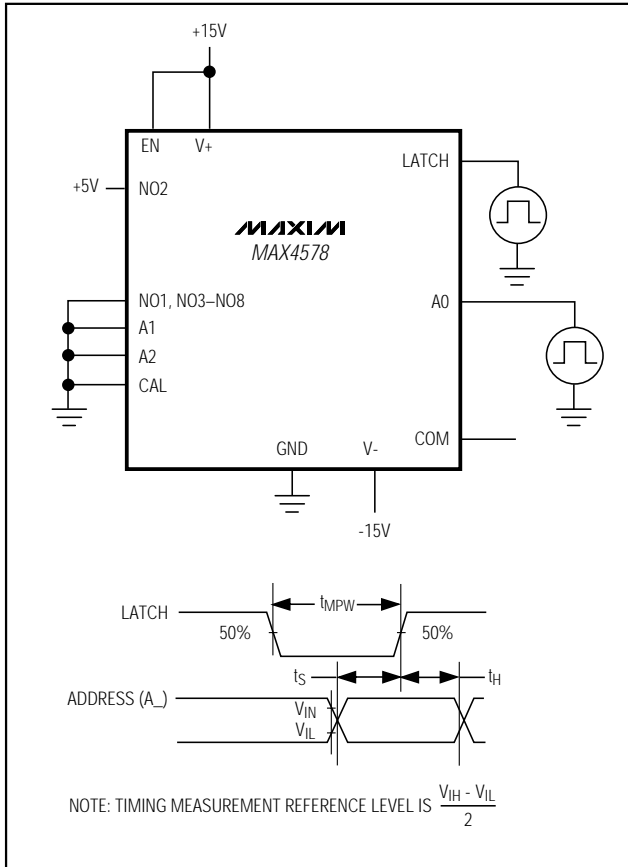 +15V
EN V+
LATCH
+5V NO2
MAXIM
MAX4578
NO1, NO3–NO8
A0
A1
A2
CAL
COM
GND V-
-15V
LATCH
tMPW
50% 50%
tS tH
ADDRESS (A_)
VIN
VIL
NOTE: TIMING MEASUREMENT REFERENCE LEVEL IS VIH - VIL
2